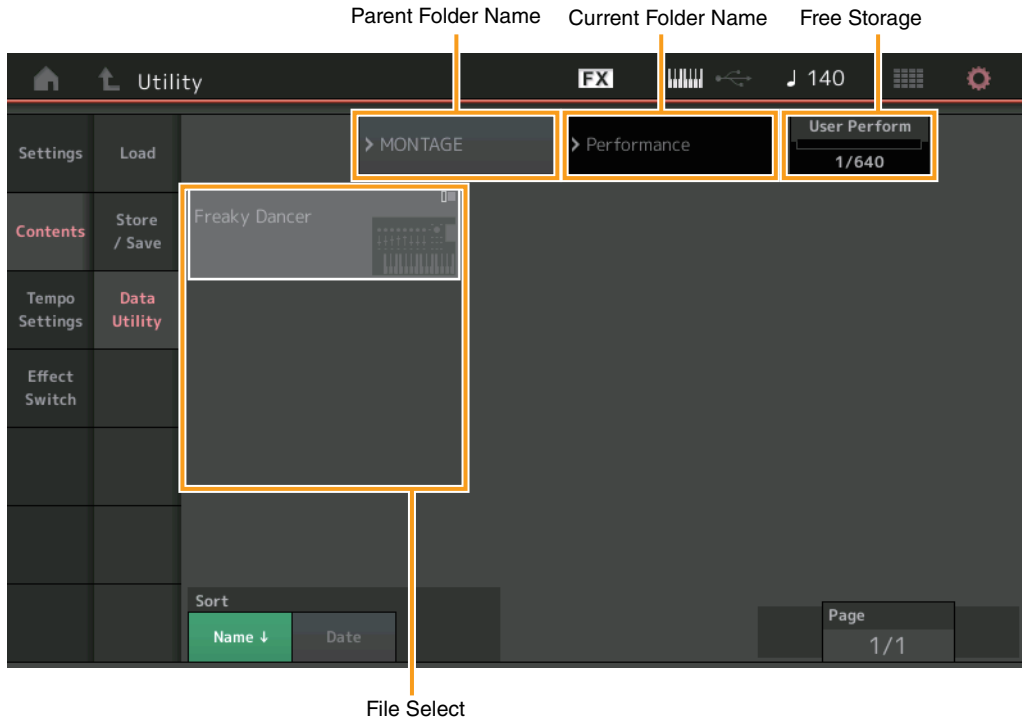 Parent Folder Name
Current Folder Name
Free Storage
Utility
FX
140
Settings
Load
> MONTAGE
> Performance
User Perform
1/640
Contents
Store
/ Save
Freaky Dancer
Tempo
Settings
Data
Utility
Effect
Switch
Sort
Name ↓
Date
Page
1/1
File Select